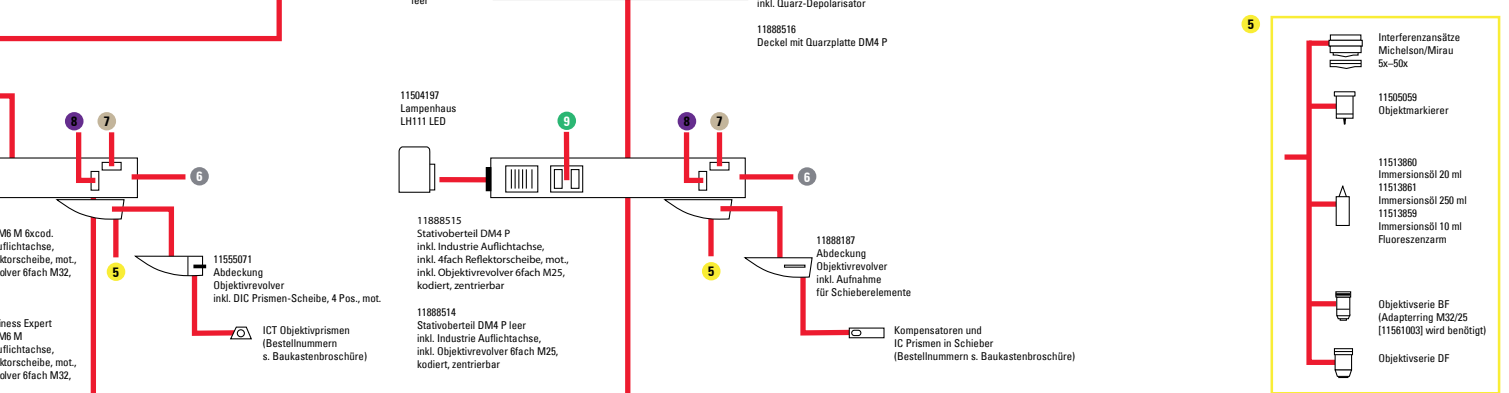 leer
inkl. Quarz-Depolarisator
11888516
Deckel mit Quarzplatte DM4 P
11504197
Lampenhaus
LH111 LED
8
7
6
9
8
7
6
5
5
M6 M 6xcod.
uflichtachse,
ktorscheibe, mot.,
olver 6fach M32,
iness Expert
M6 M
uflichtachse,
ktorscheibe, mot.,
olver 6fach M32,
11555071
Abdeckung
Objektivrevolver
inkl. DIC Prismen-Scheibe, 4 Pos., mot.
ICT Objektivprismen
(Bestellnummern
s. Baukastenbroschüre)
11888515
Stativoberteil DM4 P
inkl. Industrie Auflichtachse,
inkl. 4fach Reflektorscheibe, mot.,
inkl. Objektivrevolver 6fach M25,
kodiert, zentrierbar
11888514
Stativoberteil DM4 P leer
inkl. Industrie Auflichtachse,
inkl. Objektivrevolver 6fach M25,
kodiert, zentrierbar
11888187
Abdeckung
Objektivrevolver
inkl. Aufnahme
für Schieberelemente
Kompensatoren und
IC Prismen in Schieber
(Bestellnummern s. Baukastenbroschüre)
5
Interferenzansätze
Michelson/Mirau
5x–50x
11505059
Objektmarkierer
11513860
Immersionsöl 20 ml
11513861
Immersionsöl 250 ml
11513859
Immersionsöl 10 ml
Fluoreszenzarm
Objektivserie BF
(Adapterring M32/25
[11561003] wird benötigt)
Objektivserie DF